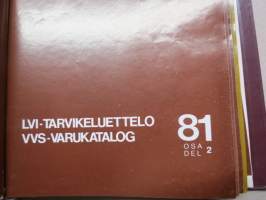 LVI-TARVIKELUETTELO
VVS-VARUKATALOG
81
OSA
DEL 2